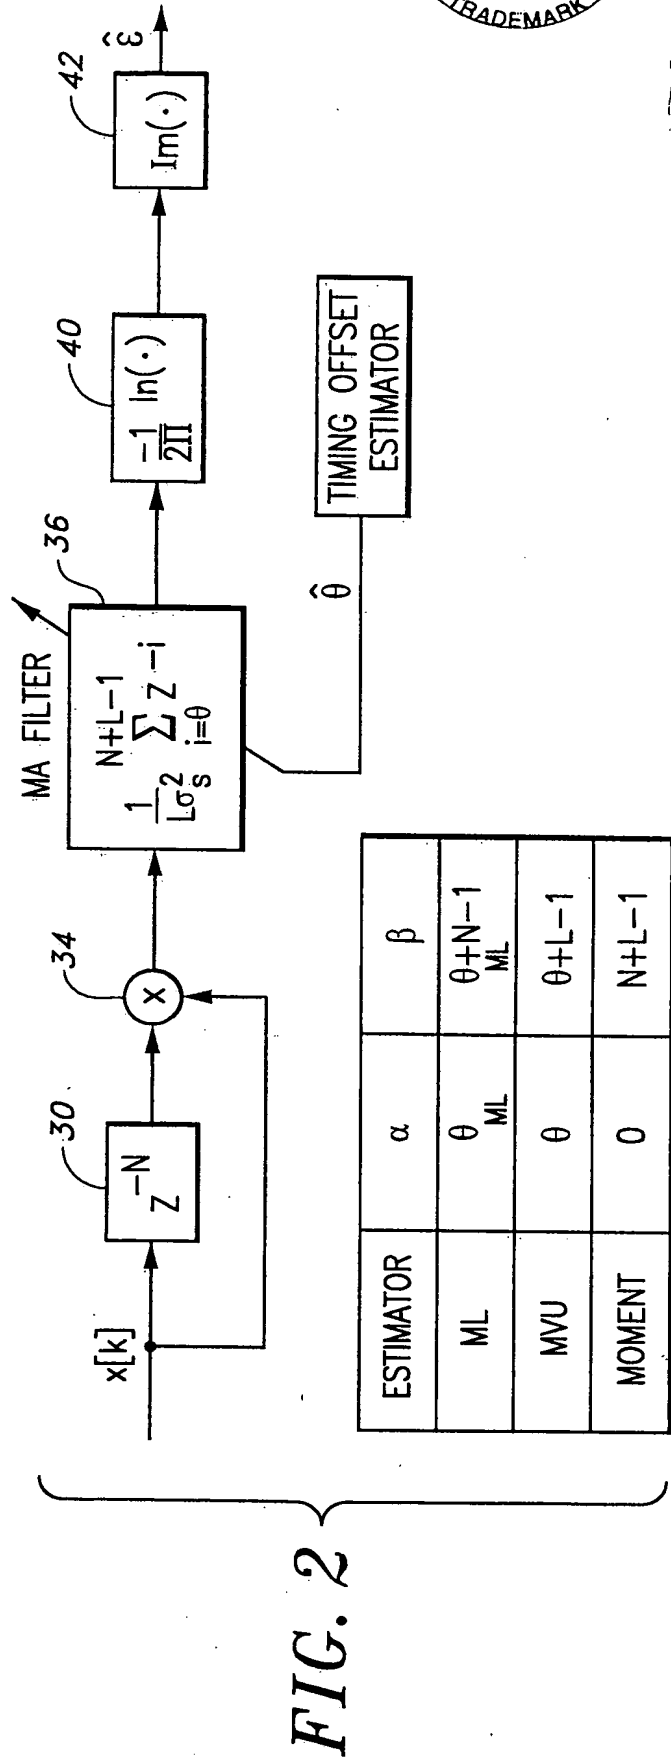 TRADEMARK
x[k]
30
z^-N
34
X
MA FILTER
36
1/(Lσ_s^2) Σ_{i=θ}^{N+L-1} z^-i
40
-1/2Π ln(·)
42
Im(·)
ε̂
θ̂
TIMING OFFSET
ESTIMATOR
ESTIMATOR α β
ML θ_ML θ_ML+N-1
MVU θ θ+L-1
MOMENT 0 N+L-1
FIG. 2